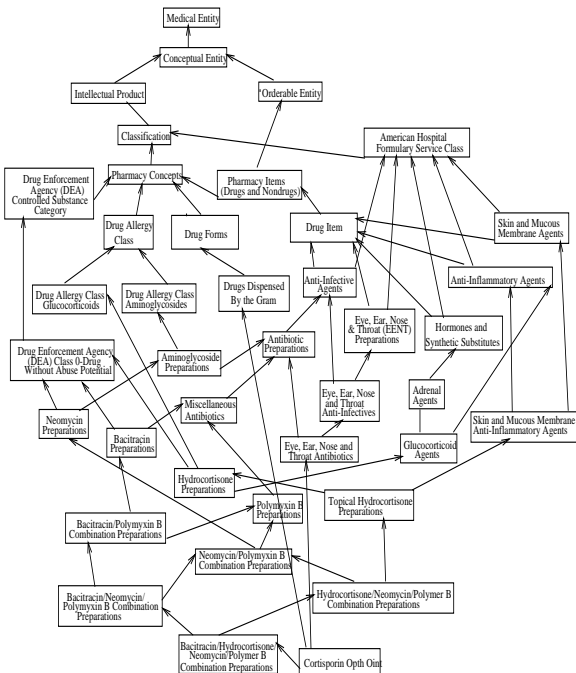 Medical Entity
Conceptual Entity
Intellectual Product
*Orderable Entity
Classification
American Hospital
Formulary Service Class
Drug Enforcement
Agency (DEA)
Controlled Substance
Category
Pharmacy Concepts
Pharmacy Items
(Drugs and Nondrugs)
Drug Allergy
Class
Drug Forms
Drug Item
Skin and Mucous
Membrane Agents
Drug Allergy Class
Glucocorticoids
Drug Allergy Class
Aminoglycosides
Drugs Dispensed
By the Gram
Anti-Infective
Agents
Anti-Inflammatory Agents
Drug Enforcement Agency
(DEA) Class 0-Drug
Without Abuse Potential
Aminoglycoside
Preparations
Antibiotic
Preparations
Eye, Ear, Nose
& Throat (EENT)
Preparations
Hormones and
Synthetic Substitutes
Neomycin
Preparations
Bacitracin
Preparations
Miscellaneous
Antibiotics
Eye, Ear, Nose
and Throat
Anti-Infectives
Adrenal
Agents
Eye, Ear, Nose and
Throat Antibiotics
Glucocorticoid
Agents
Skin and Mucous Membrane
Anti-Inflammatory Agents
Hydrocortisone
Preparations
Polymyxin B
Preparations
Topical Hydrocortisone
Preparations
Bacitracin/Polymyxin B
Combination Preparations
Neomycin/Polymyxin B
Combination Preparations
Bacitracin/Neomycin/
Polymyxin B Combination
Preparations
Hydrocortisone/Neomycin/Polymer B
Combination Preparations
Bacitracin/Hydrocortisone/
Neomycin/Polymer B
Combination Preparations
Cortisporin Opth Oint